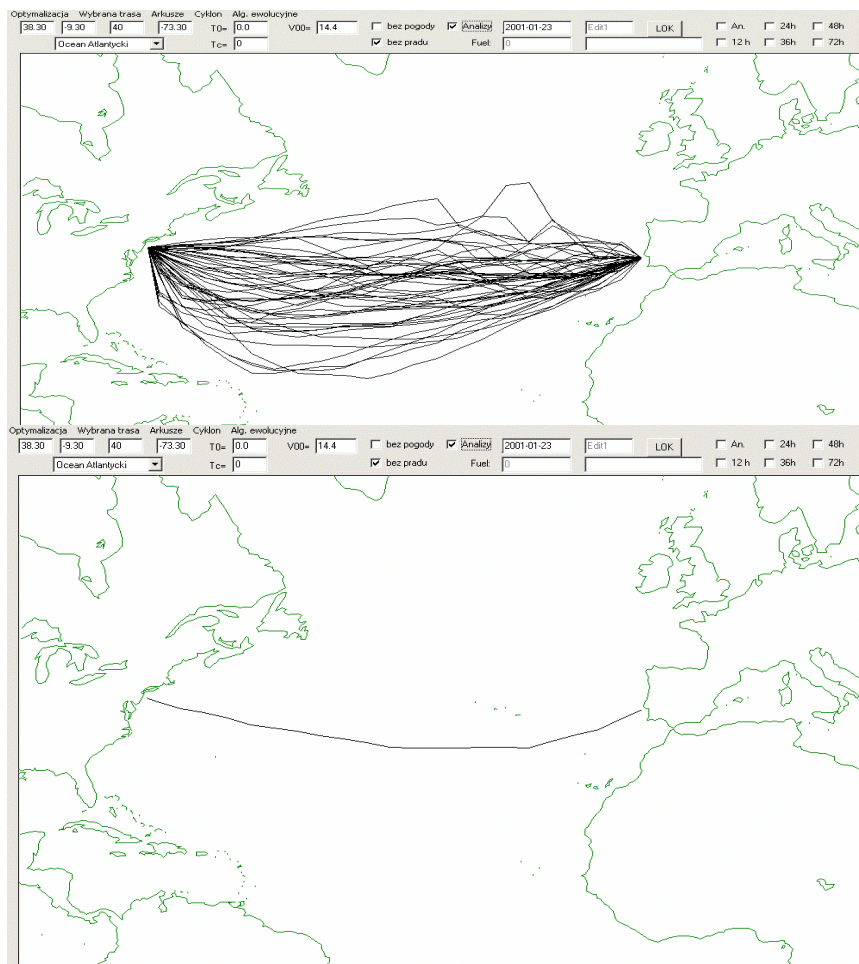 Optymalizacja Wybrana trasa Arkusze Cyklon Alg. ewolucyjne
38.30 -9.30 40 -73.30 T0= 0.0 V00= 14.4 bez pogody Analizy 2001-01-23 Edit1 LOK An. 24h 48h
Ocean Atlantycki Tc= 0 bez pradu Fuel: 0 12 h 36h 72h
Optymalizacja Wybrana trasa Arkusze Cyklon Alg. ewolucyjne
38.30 -9.30 40 -73.30 T0= 0.0 V00= 14.4 bez pogody Analizy 2001-01-23 Edit1 LOK An. 24h 48h
Ocean Atlantycki Tc= 0 bez pradu Fuel: 0 12 h 36h 72h